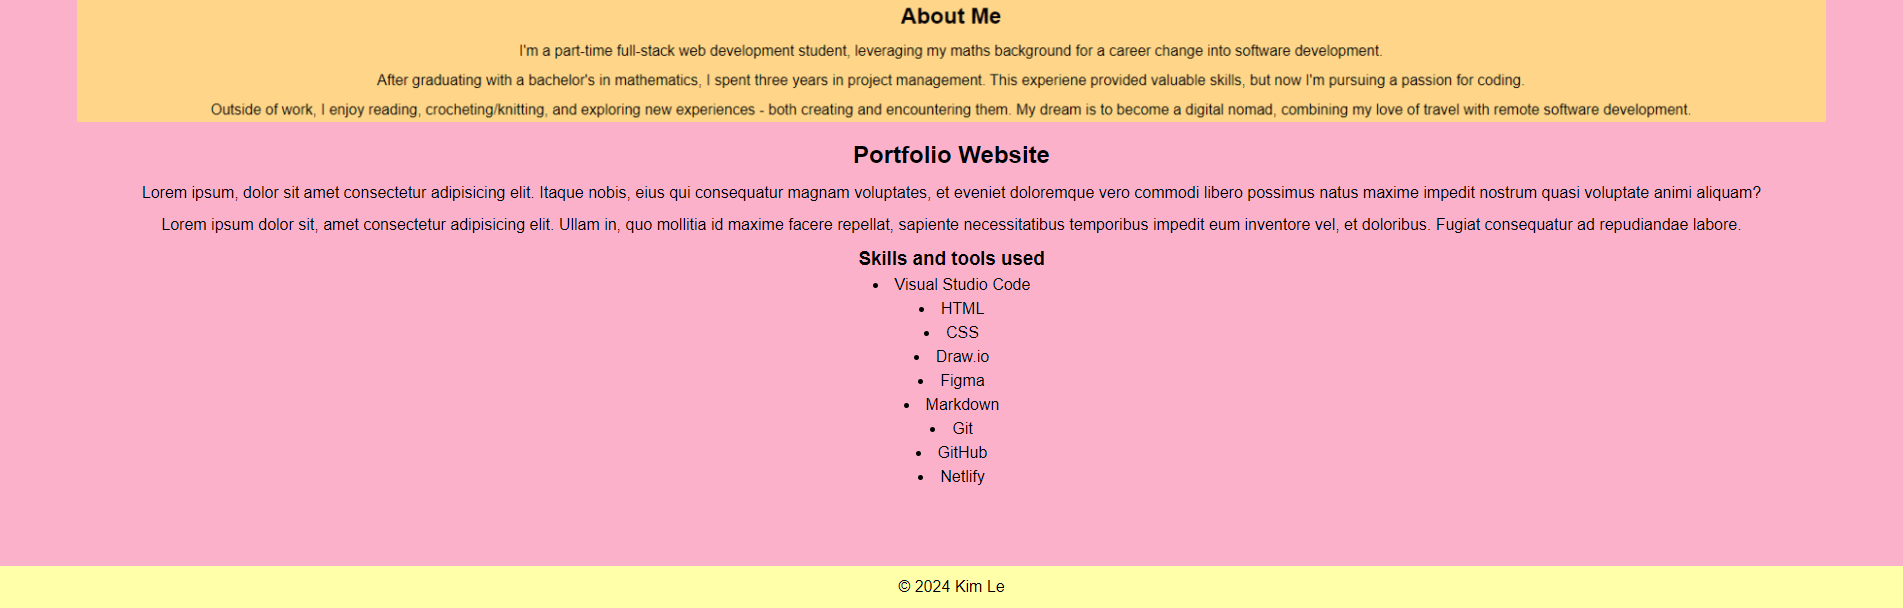 About Me
I'm a part-time full-stack web development student, leveraging my maths background for a career change into software development.
After graduating with a bachelor's in mathematics, I spent three years in project management. This experiene provided valuable skills, but now I'm pursuing a passion for coding.
Outside of work, I enjoy reading, crocheting/knitting, and exploring new experiences - both creating and encountering them. My dream is to become a digital nomad, combining my love of travel with remote software development.
Portfolio Website
Lorem ipsum, dolor sit amet consectetur adipisicing elit. Itaque nobis, eius qui consequatur magnam voluptates, et eveniet doloremque vero commodi libero possimus natus maxime impedit nostrum quasi voluptate animi aliquam?
Lorem ipsum dolor sit, amet consectetur adipisicing elit. Ullam in, quo mollitia id maxime facere repellat, sapiente necessitatibus temporibus impedit eum inventore vel, et doloribus. Fugiat consequatur ad repudiandae labore.
Skills and tools used
• Visual Studio Code
• HTML
• CSS
• Draw.io
• Figma
• Markdown
• Git
• GitHub
• Netlify
© 2024 Kim Le